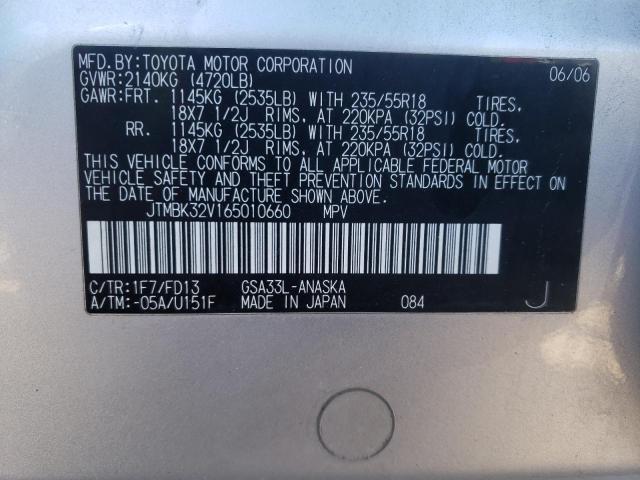 MFD.BY:TOYOTA MOTOR CORPORATION 06/06
GVWR:2140KG (4720LB)
GAWR:FRT. 1145KG (2535LB) WITH 235/55R18 TIRES,
18X7 1/2J RIMS, AT 220KPA (32PSI) COLD.
RR. 1145KG (2535LB) WITH 235/55R18 TIRES,
18X7 1/2J RIMS, AT 220KPA (32PSI) COLD.
THIS VEHICLE CONFORMS TO ALL APPLICABLE FEDERAL MOTOR
VEHICLE SAFETY AND THEFT PREVENTION STANDARDS IN EFFECT ON
THE DATE OF MANUFACTURE SHOWN ABOVE.
JTMBK32V165010660 MPV
C/TR:1F7/FD13 GSA33L-ANASKA
A/TM:-05A/U151F MADE IN JAPAN 084 J